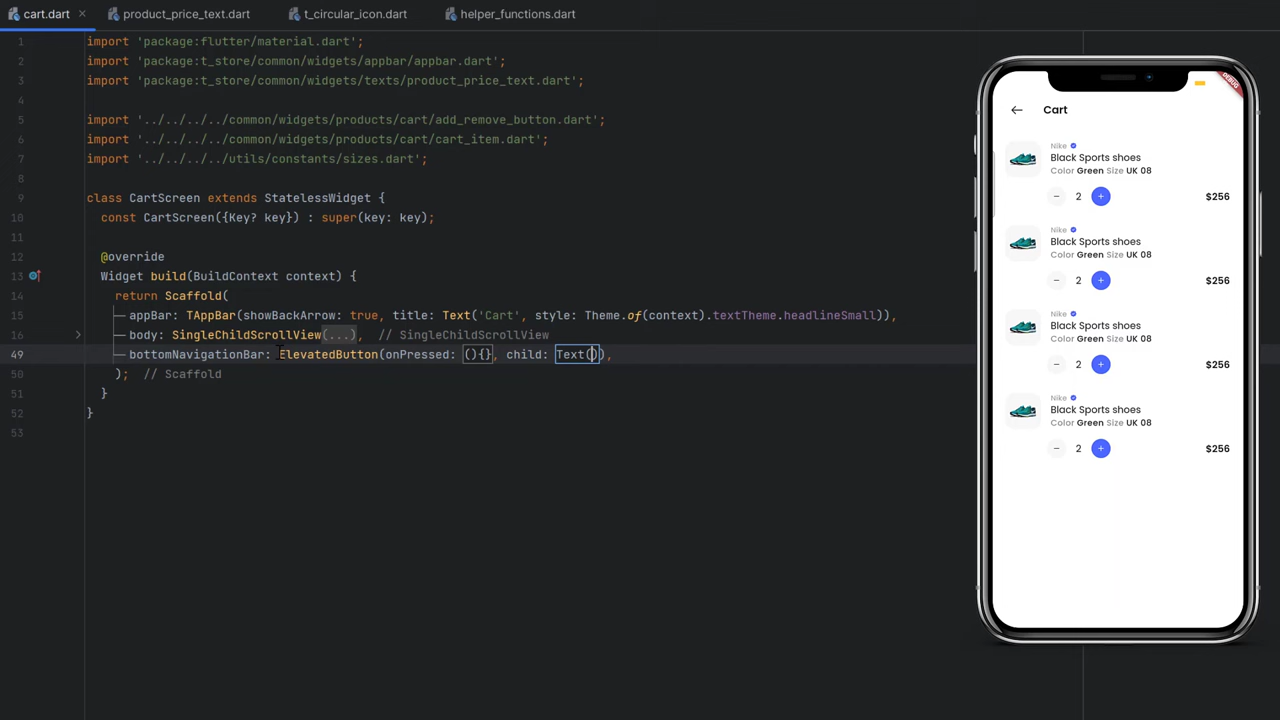 cart.dart
product_price_text.dart
t_circular_icon.dart
helper_functions.dart
1 import 'package:flutter/material.dart';
2 import 'package:t_store/common/widgets/appbar/appbar.dart';
3 import 'package:t_store/common/widgets/texts/product_price_text.dart';
4
5 import '../../../../common/widgets/products/cart/add_remove_button.dart';
6 import '../../../../common/widgets/products/cart/cart_item.dart';
7 import '../../../../utils/constants/sizes.dart';
8
9 class CartScreen extends StatelessWidget {
10 const CartScreen({Key? key}) : super(key: key);
11
12 @override
13 Widget build(BuildContext context) {
14 return Scaffold(
15 appBar: TAppBar(showBackArrow: true, title: Text('Cart', style: Theme.of(context).textTheme.headlineSmall)),
16 body: SingleChildScrollView(...), // SingleChildScrollView
49 bottomNavigationBar: ElevatedButton(onPressed: (){}, child: Text()),
50 ); // Scaffold
51 }
52 }
53
DEBUG
Cart
Nike
Black Sports shoes
Color Green Size UK 08
− 2 + $256
Nike
Black Sports shoes
Color Green Size UK 08
− 2 + $256
Nike
Black Sports shoes
Color Green Size UK 08
− 2 + $256
Nike
Black Sports shoes
Color Green Size UK 08
− 2 + $256